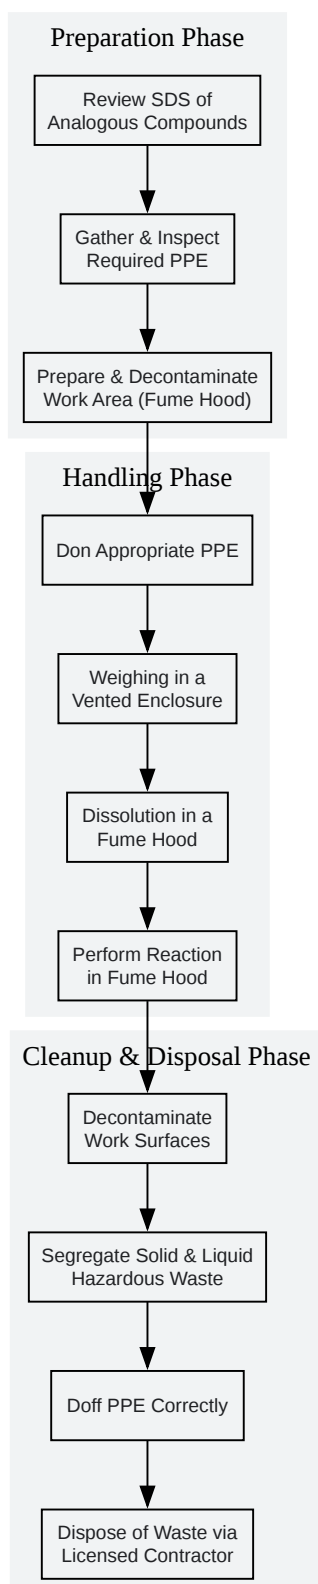 Preparation Phase
Review SDS of
Analogous Compounds
Gather & Inspect
Required PPE
Prepare & Decontaminate
Work Area (Fume Hood)
Handling Phase
Don Appropriate PPE
Weighing in a
Vented Enclosure
Dissolution in a
Fume Hood
Perform Reaction
in Fume Hood
Cleanup & Disposal Phase
Decontaminate
Work Surfaces
Segregate Solid & Liquid
Hazardous Waste
Doff PPE Correctly
Dispose of Waste via
Licensed Contractor